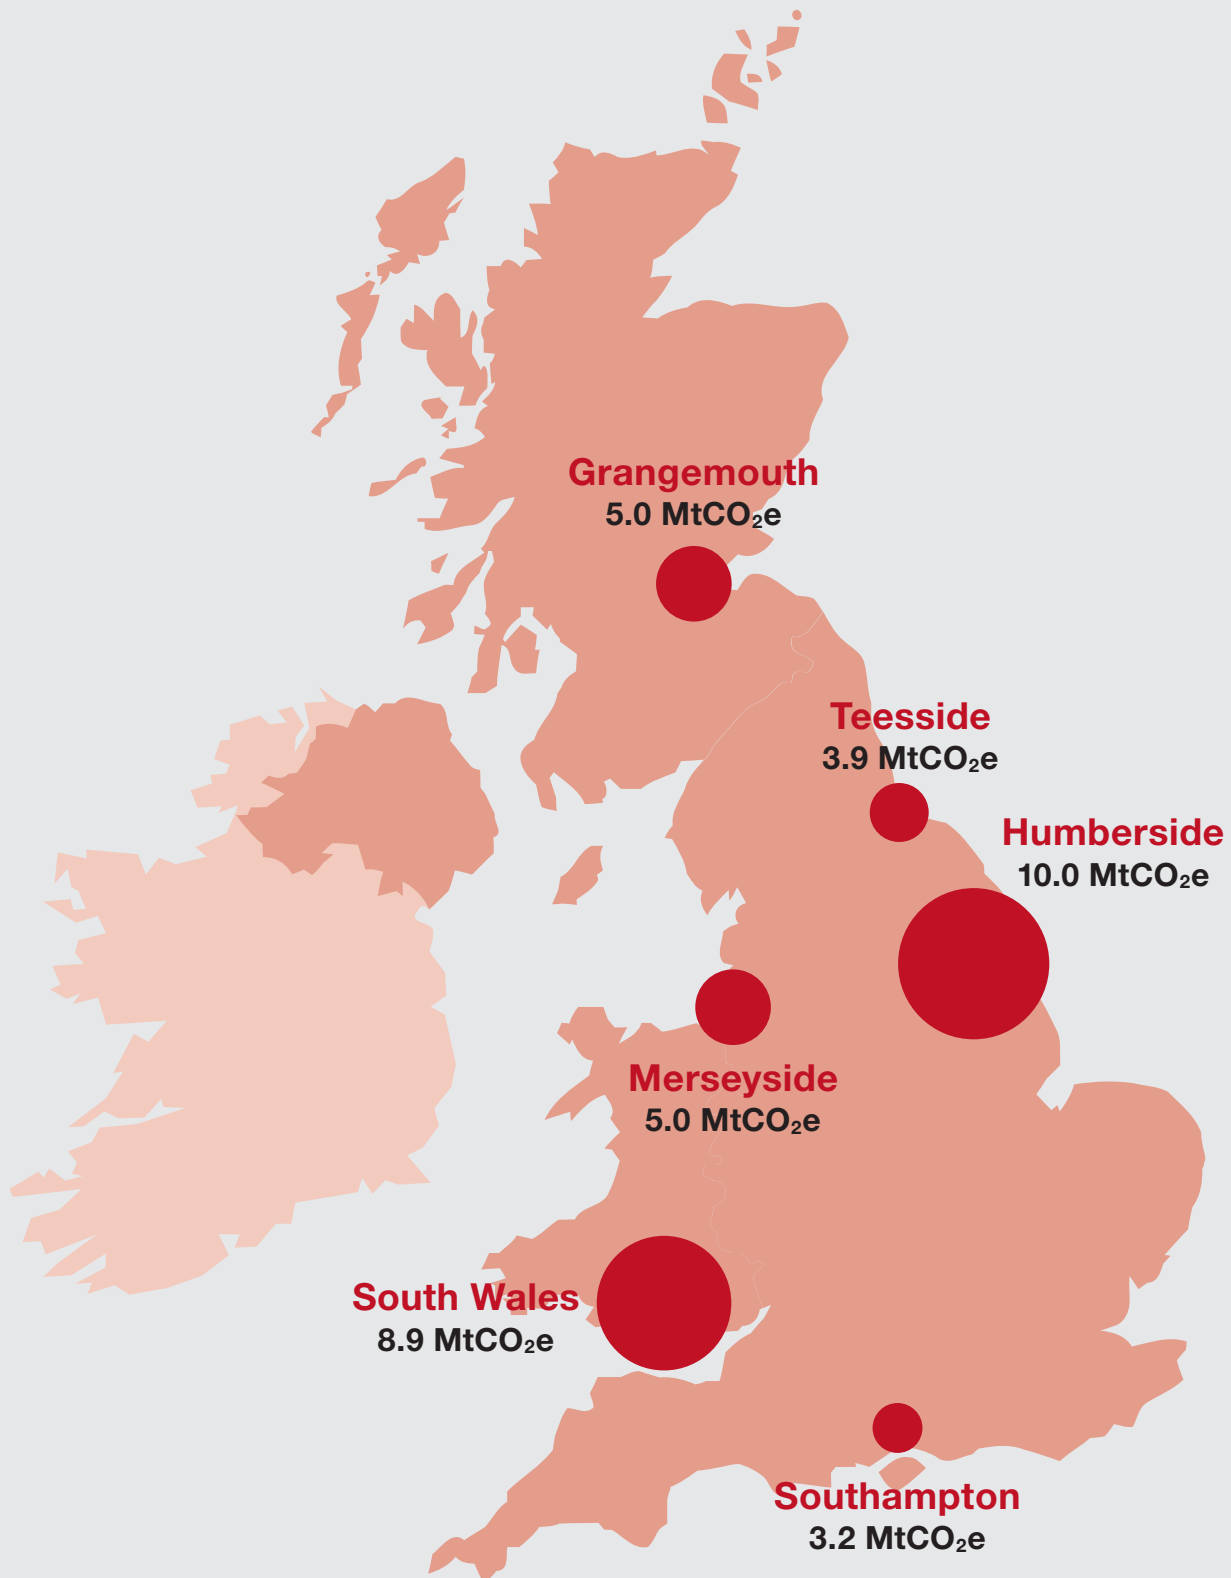 Grangemouth
5.0 MtCO₂e
Teesside
3.9 MtCO₂e
Humberside
10.0 MtCO₂e
Merseyside
5.0 MtCO₂e
South Wales
8.9 MtCO₂e
Southampton
3.2 MtCO₂e